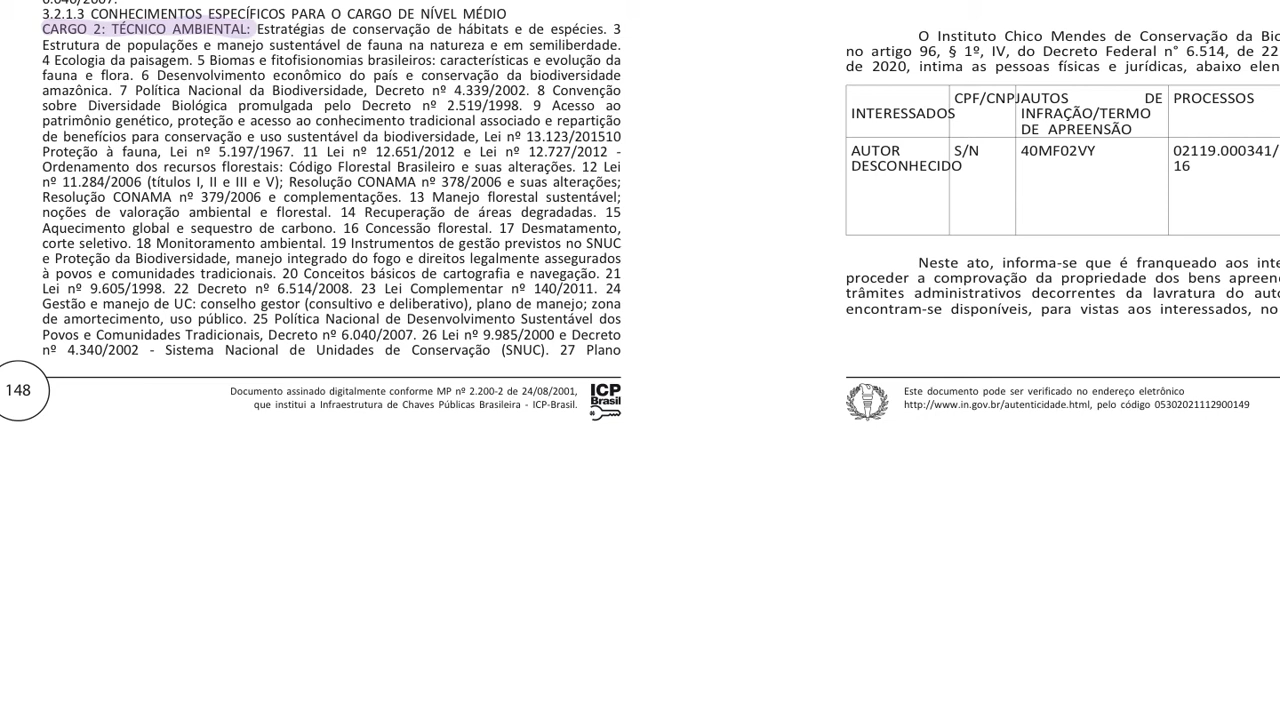 3.2.1.3 CONHECIMENTOS ESPECÍFICOS PARA O CARGO DE NÍVEL MÉDIO
CARGO 2: TÉCNICO AMBIENTAL: Estratégias de conservação de hábitats e de espécies. 3
Estrutura de populações e manejo sustentável de fauna na natureza e em semiliberdade.
4 Ecologia da paisagem. 5 Biomas e fitofisionomias brasileiros: características e evolução da
fauna e flora. 6 Desenvolvimento econômico do país e conservação da biodiversidade
amazônica. 7 Política Nacional da Biodiversidade, Decreto nº 4.339/2002. 8 Convenção
sobre Diversidade Biológica promulgada pelo Decreto nº 2.519/1998. 9 Acesso ao
patrimônio genético, proteção e acesso ao conhecimento tradicional associado e repartição
de benefícios para conservação e uso sustentável da biodiversidade, Lei nº 13.123/201510
Proteção à fauna, Lei nº 5.197/1967. 11 Lei nº 12.651/2012 e Lei nº 12.727/2012 -
Ordenamento dos recursos florestais: Código Florestal Brasileiro e suas alterações. 12 Lei
nº 11.284/2006 (títulos I, II e III e V); Resolução CONAMA nº 378/2006 e suas alterações;
Resolução CONAMA nº 379/2006 e complementações. 13 Manejo florestal sustentável;
noções de valoração ambiental e florestal. 14 Recuperação de áreas degradadas. 15
Aquecimento global e sequestro de carbono. 16 Concessão florestal. 17 Desmatamento,
corte seletivo. 18 Monitoramento ambiental. 19 Instrumentos de gestão previstos no SNUC
e Proteção da Biodiversidade, manejo integrado do fogo e direitos legalmente assegurados
à povos e comunidades tradicionais. 20 Conceitos básicos de cartografia e navegação. 21
Lei nº 9.605/1998. 22 Decreto nº 6.514/2008. 23 Lei Complementar nº 140/2011. 24
Gestão e manejo de UC: conselho gestor (consultivo e deliberativo), plano de manejo; zona
de amortecimento, uso público. 25 Política Nacional de Desenvolvimento Sustentável dos
Povos e Comunidades Tradicionais, Decreto nº 6.040/2007. 26 Lei nº 9.985/2000 e Decreto
nº 4.340/2002 - Sistema Nacional de Unidades de Conservação (SNUC). 27 Plano
148
Documento assinado digitalmente conforme MP nº 2.200-2 de 24/08/2001,
que institui a Infraestrutura de Chaves Públicas Brasileira - ICP-Brasil.
ICP
Brasil
O Instituto Chico Mendes de Conservação da Bio
no artigo 96, § 1º, IV, do Decreto Federal n° 6.514, de 22
de 2020, intima as pessoas físicas e jurídicas, abaixo elen
INTERESSADOS CPF/CNPJ AUTOS DE INFRAÇÃO/TERMO DE APREENSÃO PROCESSOS
AUTOR DESCONHECIDO S/N 40MF02VY 02119.000341/
16
Neste ato, informa-se que é franqueado aos inte
proceder a comprovação da propriedade dos bens apreen
trâmites administrativos decorrentes da lavratura do auto
encontram-se disponíveis, para vistas aos interessados, no
Este documento pode ser verificado no endereço eletrônico
http://www.in.gov.br/autenticidade.html, pelo código 05302021112900149